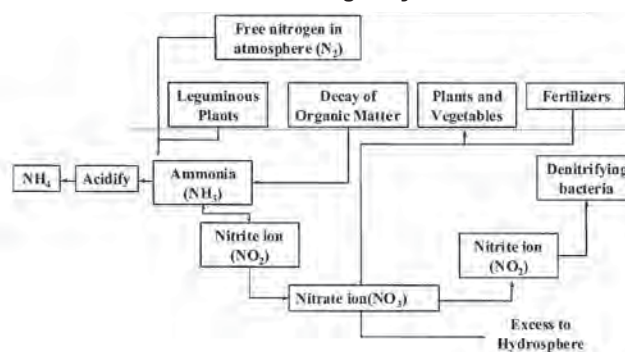 Free nitrogen in
atmosphere (N₂)
Leguminous
Plants
Decay of
Organic Matter
Plants and
Vegetables
Fertilizers
NH₄
Acidify
Ammonia
(NH₃)
Denitrifying
bacteria
Nitrite ion
(NO₂)
Nitrite ion
(NO₂)
Nitrate ion(NO₃)
Excess to
Hydrosphere